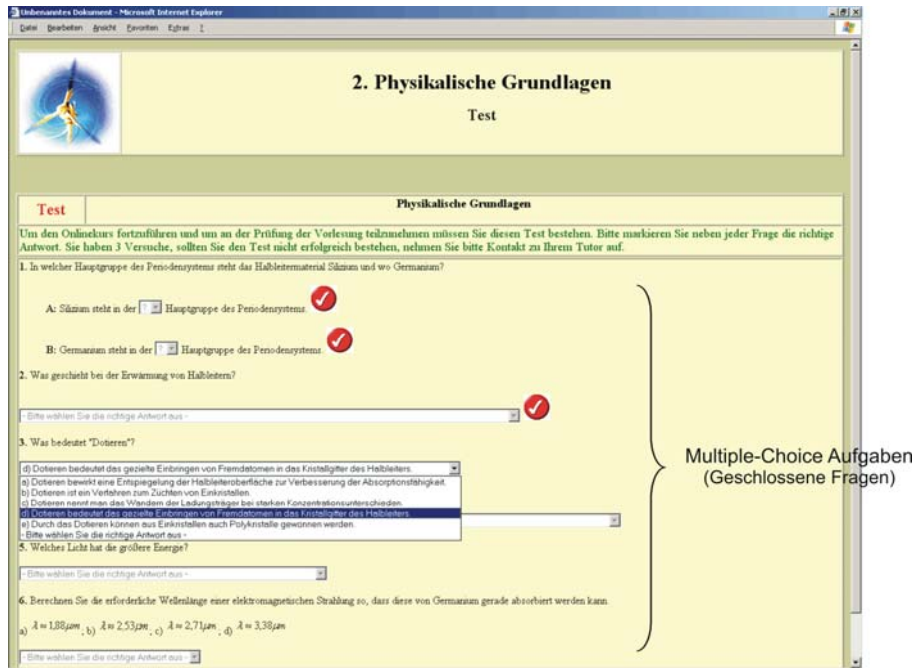 Unbenanntes Dokument - Microsoft Internet Explorer
Datei Bearbeiten Ansicht Favoriten Extras ?
2. Physikalische Grundlagen
Test
Test
Physikalische Grundlagen
Um den Onlinekurs fortzuführen und um an der Prüfung der Vorlesung teilzunehmen müssen Sie diesen Test bestehen. Bitte markieren Sie neben jeder Frage die richtige
Antwort. Sie haben 3 Versuche, sollten Sie den Test nicht erfolgreich bestehen, nehmen Sie bitte Kontakt zu Ihrem Tutor auf.
1. In welcher Hauptgruppe des Periodensystems steht das Halbleitermaterial Silizium und wo Germanium?
A: Silizium steht in der ? Hauptgruppe des Periodensystems.
B: Germanium steht in der ? Hauptgruppe des Periodensystems.
2. Was geschieht bei der Erwärmung von Halbleitern?
- Bitte wählen Sie die richtige Antwort aus -
3. Was bedeutet "Dotieren"?
d) Dotieren bedeutet das gezielte Einbringen von Fremdatomen in das Kristallgitter des Halbleiters.
a) Dotieren bewirkt eine Entspiegelung der Halbleiteroberfläche zur Verbesserung der Absorptionsfähigkeit.
b) Dotieren ist ein Verfahren zum Züchten von Einkristallen.
c) Dotieren nennt man das Wandern der Ladungsträger bei starken Konzentrationsunterschieden.
d) Dotieren bedeutet das gezielte Einbringen von Fremdatomen in das Kristallgitter des Halbleiters.
e) Durch das Dotieren können aus Einkristallen auch Polykristalle gewonnen werden.
- Bitte wählen Sie die richtige Antwort aus -
5. Welches Licht hat die größere Energie?
- Bitte wählen Sie die richtige Antwort aus -
6. Berechnen Sie die erforderliche Wellenlänge einer elektromagnetischen Strahlung so, dass diese von Germanium gerade absorbiert werden kann.
a) λ ≈ 1,88μm ; b) λ ≈ 2,53μm ; c) λ ≈ 2,71μm ; d) λ ≈ 3,38μm
- Bitte wählen Sie die richtige Antwort aus -
Multiple-Choice Aufgaben
(Geschlossene Fragen)